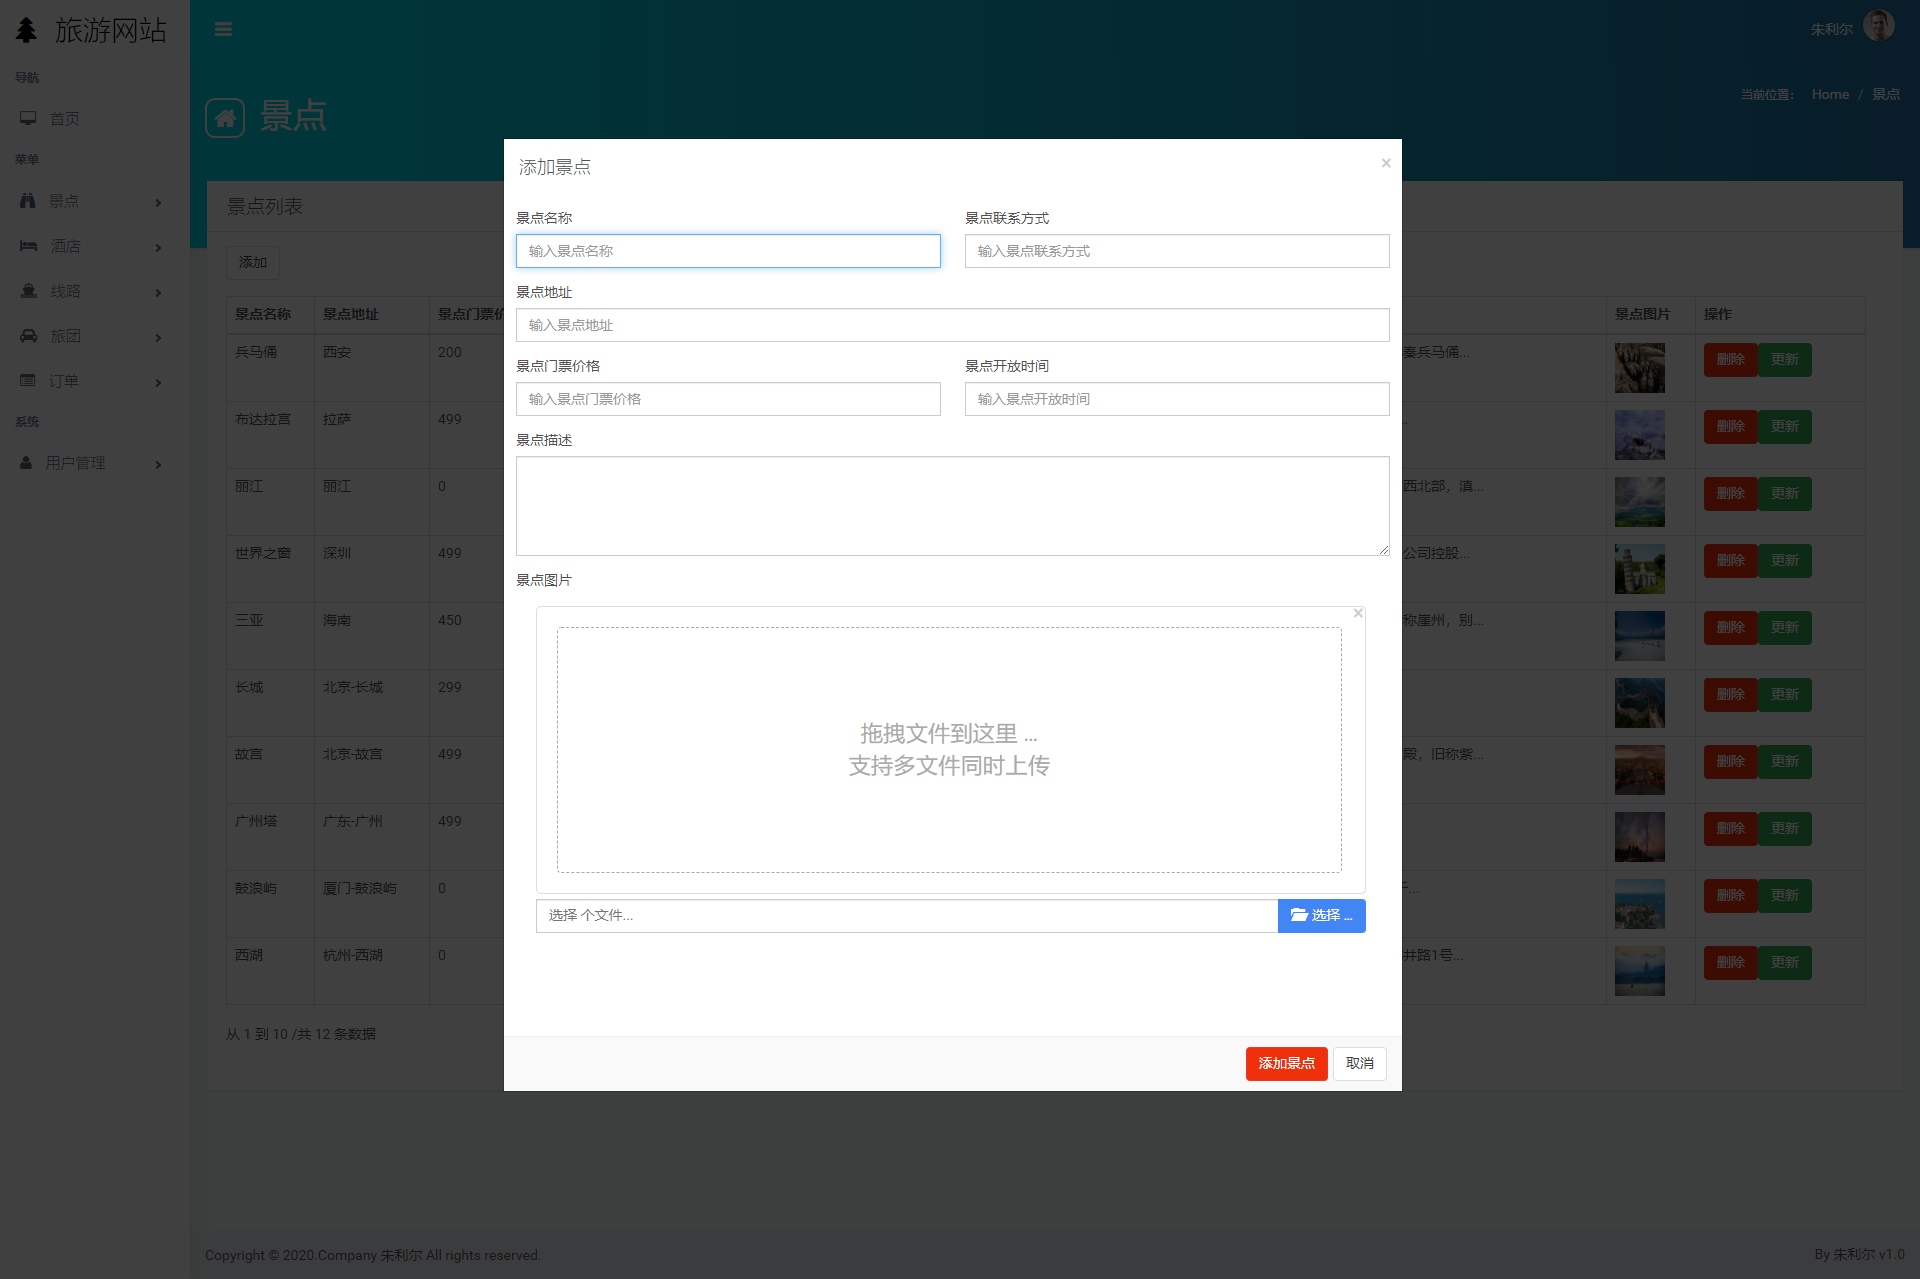 旅游网站
朱利尔
导航
首页
菜单
景点
酒店
线路
旅团
订单
系统
用户管理
景点
当前位置： Home / 景点
景点列表
添加
景点名称 景点地址 景点门票价 景点图片 操作
兵马俑 西安 200 秦兵马俑... 删除 更新
布达拉宫 拉萨 499 .. 删除 更新
丽江 丽江 0 西北部，滇... 删除 更新
世界之窗 深圳 499 公司控股... 删除 更新
三亚 海南 450 称崖州，别... 删除 更新
长城 北京-长城 299 删除 更新
故宫 北京-故宫 499 殿，旧称紫... 删除 更新
广州塔 广东-广州 499 删除 更新
鼓浪屿 厦门-鼓浪屿 0 ... 删除 更新
西湖 杭州-西湖 0 井路1号... 删除 更新
从 1 到 10 /共 12 条数据
添加景点 ×
景点名称 景点联系方式
输入景点名称 输入景点联系方式
景点地址
输入景点地址
景点门票价格 景点开放时间
输入景点门票价格 输入景点开放时间
景点描述
景点图片
×
拖拽文件到这里 ...
支持多文件同时上传
选择 个文件... 选择 ...
添加景点 取消
Copyright © 2020.Company 朱利尔 All rights reserved.
By 朱利尔 v1.0